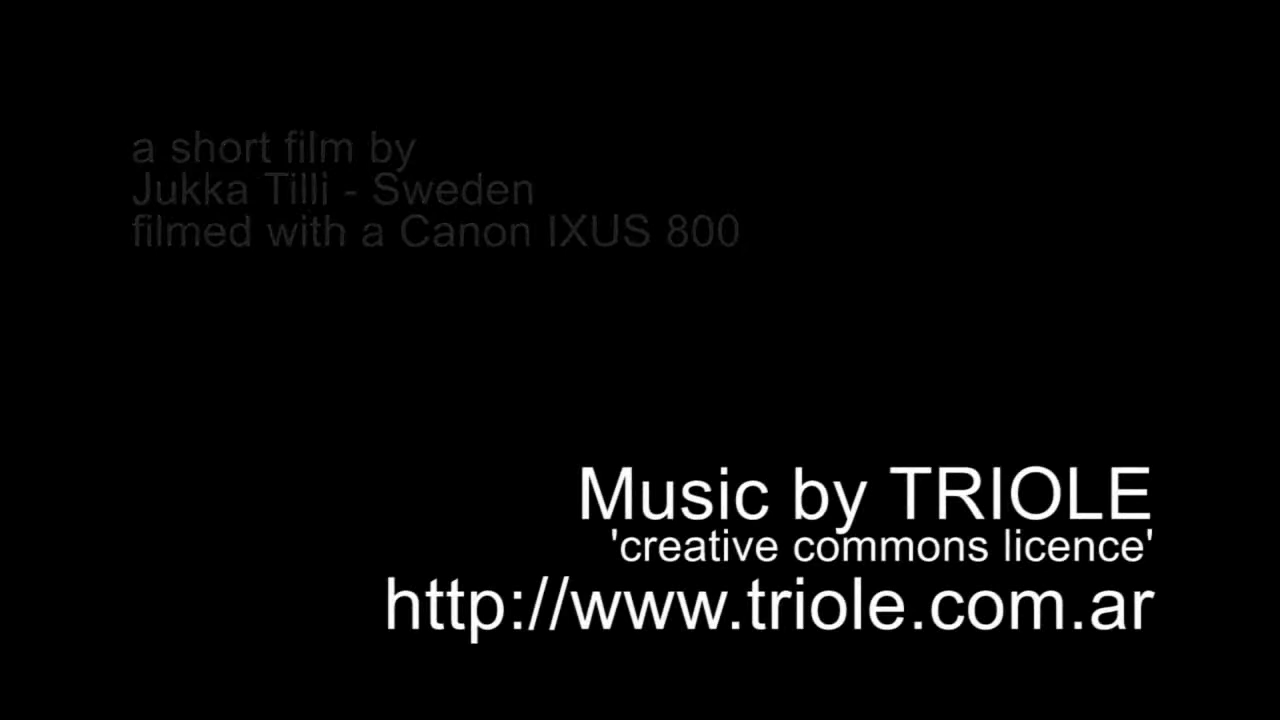 a short film by
Jukka Tilli - Sweden
filmed with a Canon IXUS 800
Music by TRIOLE
'creative commons licence'
http://www.triole.com.ar